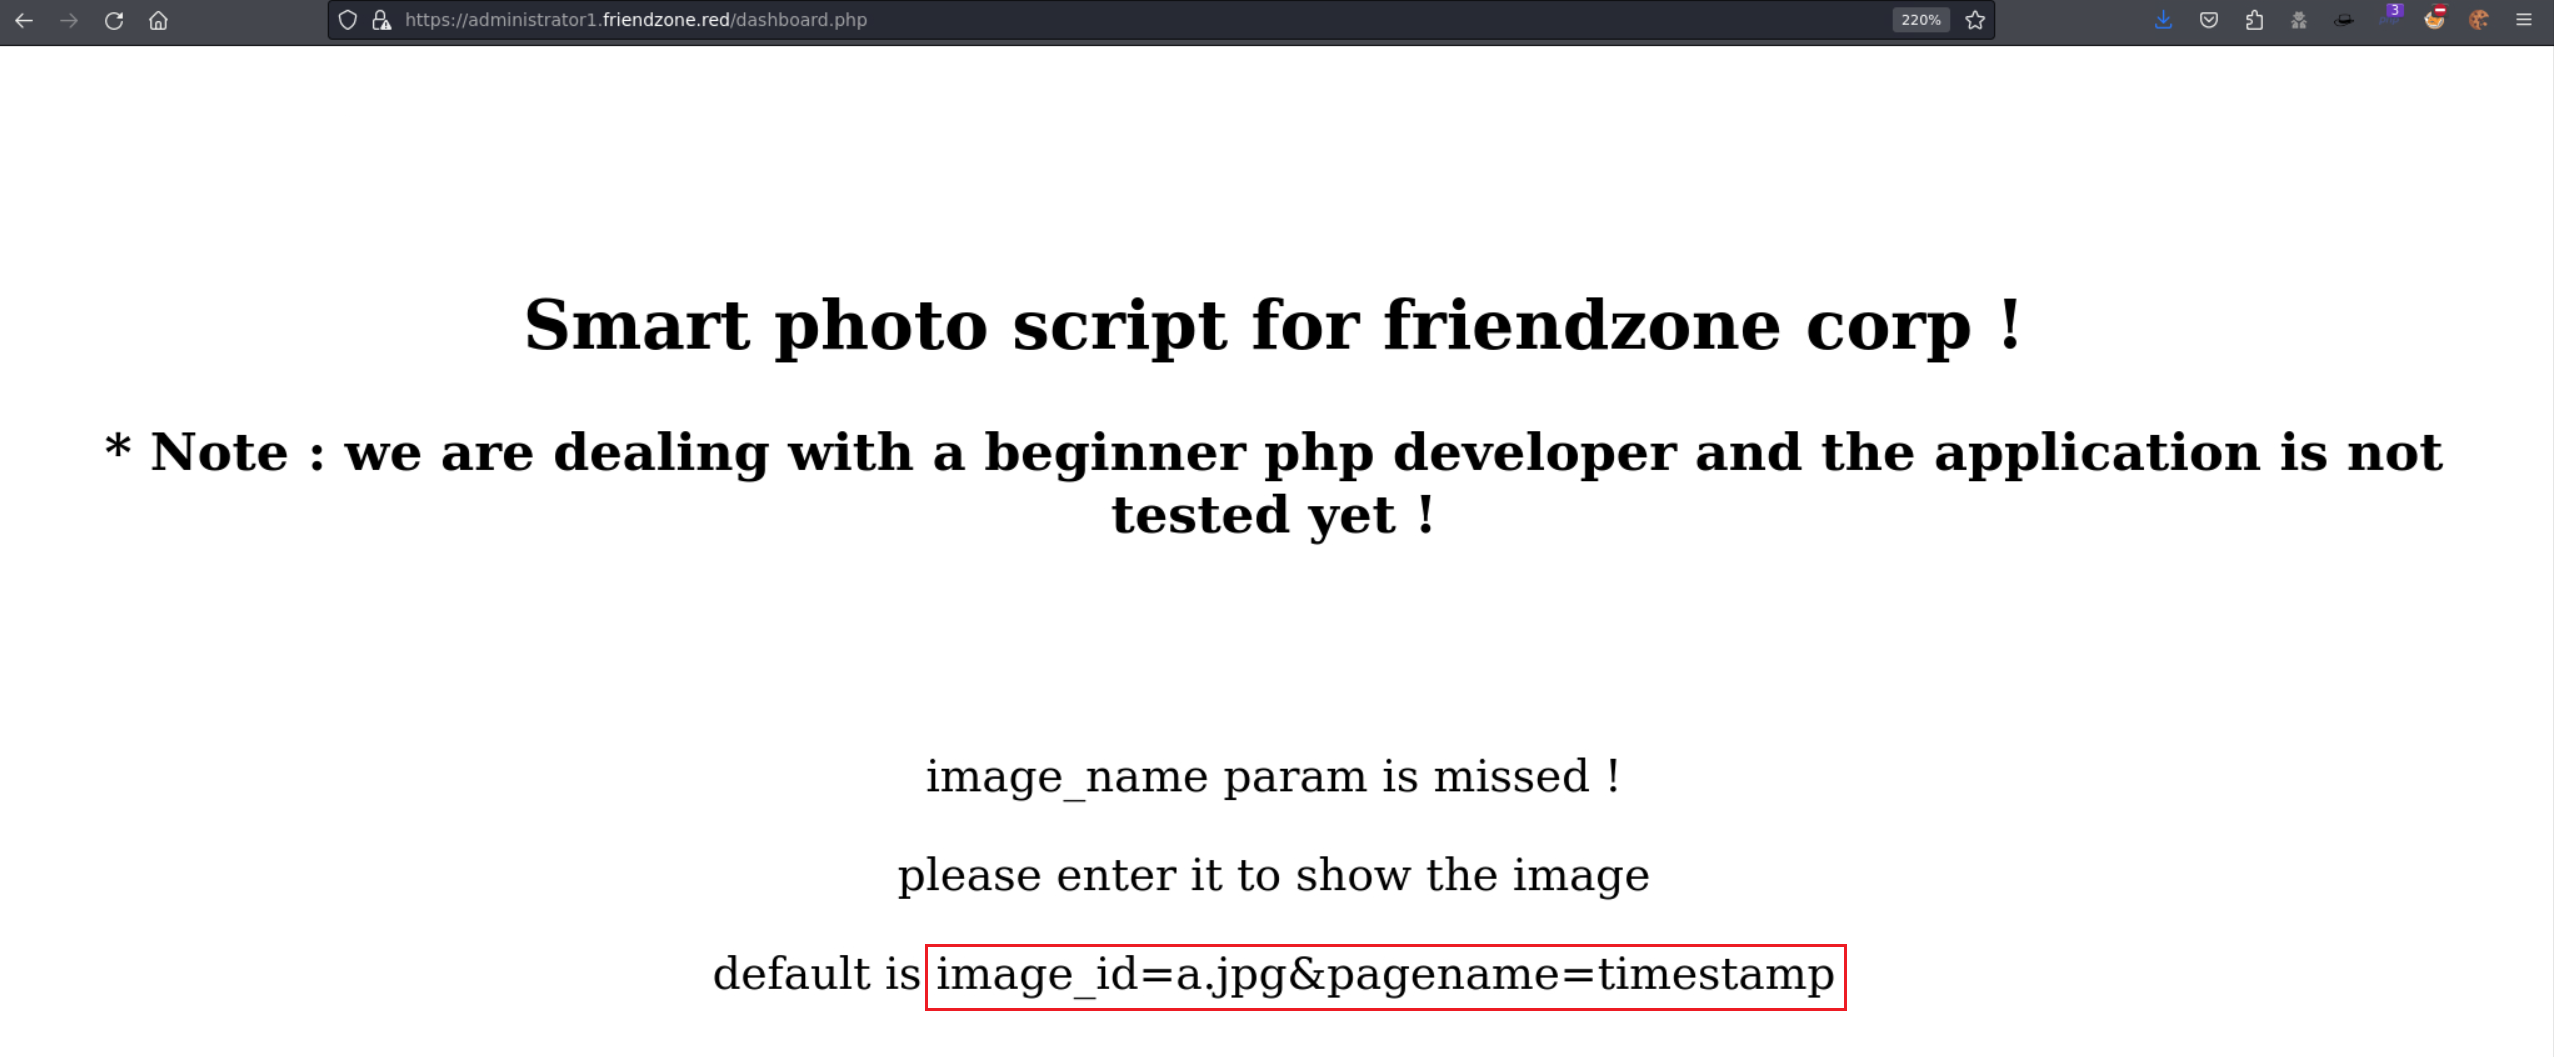 https://administrator1.friendzone.red/dashboard.php
220%
3
Smart photo script for friendzone corp !
* Note : we are dealing with a beginner php developer and the application is not
tested yet !
image_name param is missed !
please enter it to show the image
default is image_id=a.jpg&pagename=timestamp